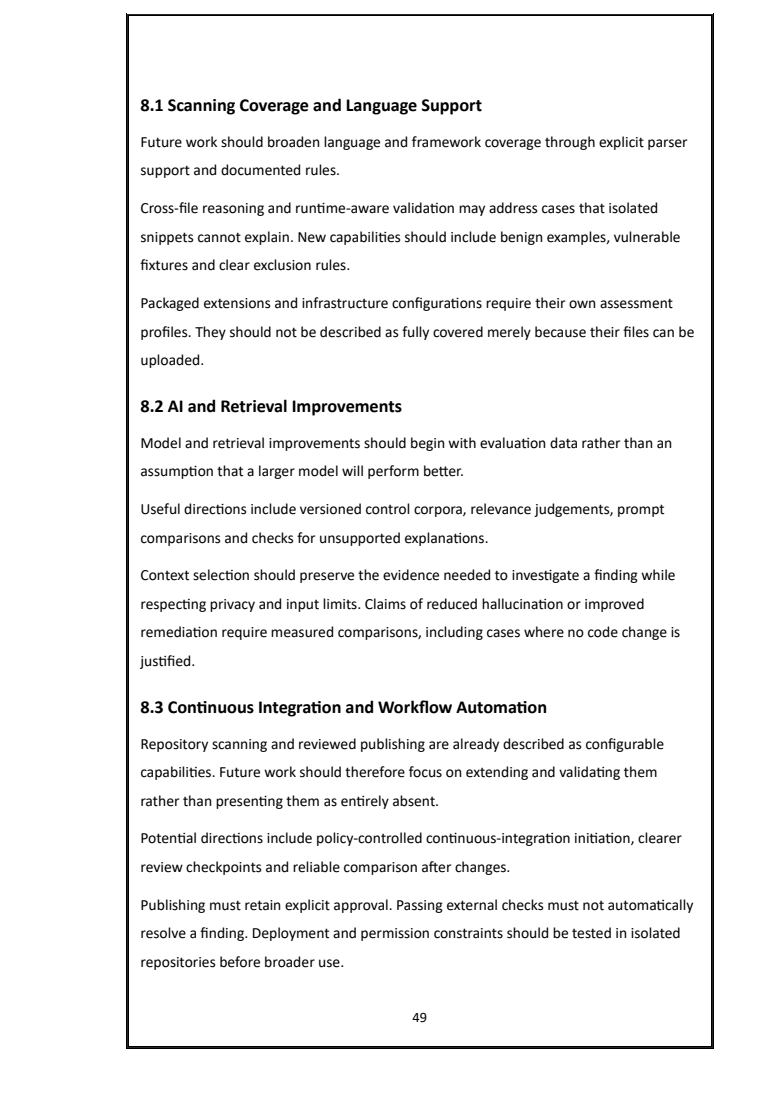 8.1 Scanning Coverage and Language Support
Future work should broaden language and framework coverage through explicit parser
support and documented rules.
Cross-file reasoning and runtime-aware validation may address cases that isolated
snippets cannot explain. New capabilities should include benign examples, vulnerable
fixtures and clear exclusion rules.
Packaged extensions and infrastructure configurations require their own assessment
profiles. They should not be described as fully covered merely because their files can be
uploaded.
8.2 AI and Retrieval Improvements
Model and retrieval improvements should begin with evaluation data rather than an
assumption that a larger model will perform better.
Useful directions include versioned control corpora, relevance judgements, prompt
comparisons and checks for unsupported explanations.
Context selection should preserve the evidence needed to investigate a finding while
respecting privacy and input limits. Claims of reduced hallucination or improved
remediation require measured comparisons, including cases where no code change is
justified.
8.3 Continuous Integration and Workflow Automation
Repository scanning and reviewed publishing are already described as configurable
capabilities. Future work should therefore focus on extending and validating them
rather than presenting them as entirely absent.
Potential directions include policy-controlled continuous-integration initiation, clearer
review checkpoints and reliable comparison after changes.
Publishing must retain explicit approval. Passing external checks must not automatically
resolve a finding. Deployment and permission constraints should be tested in isolated
repositories before broader use.
49